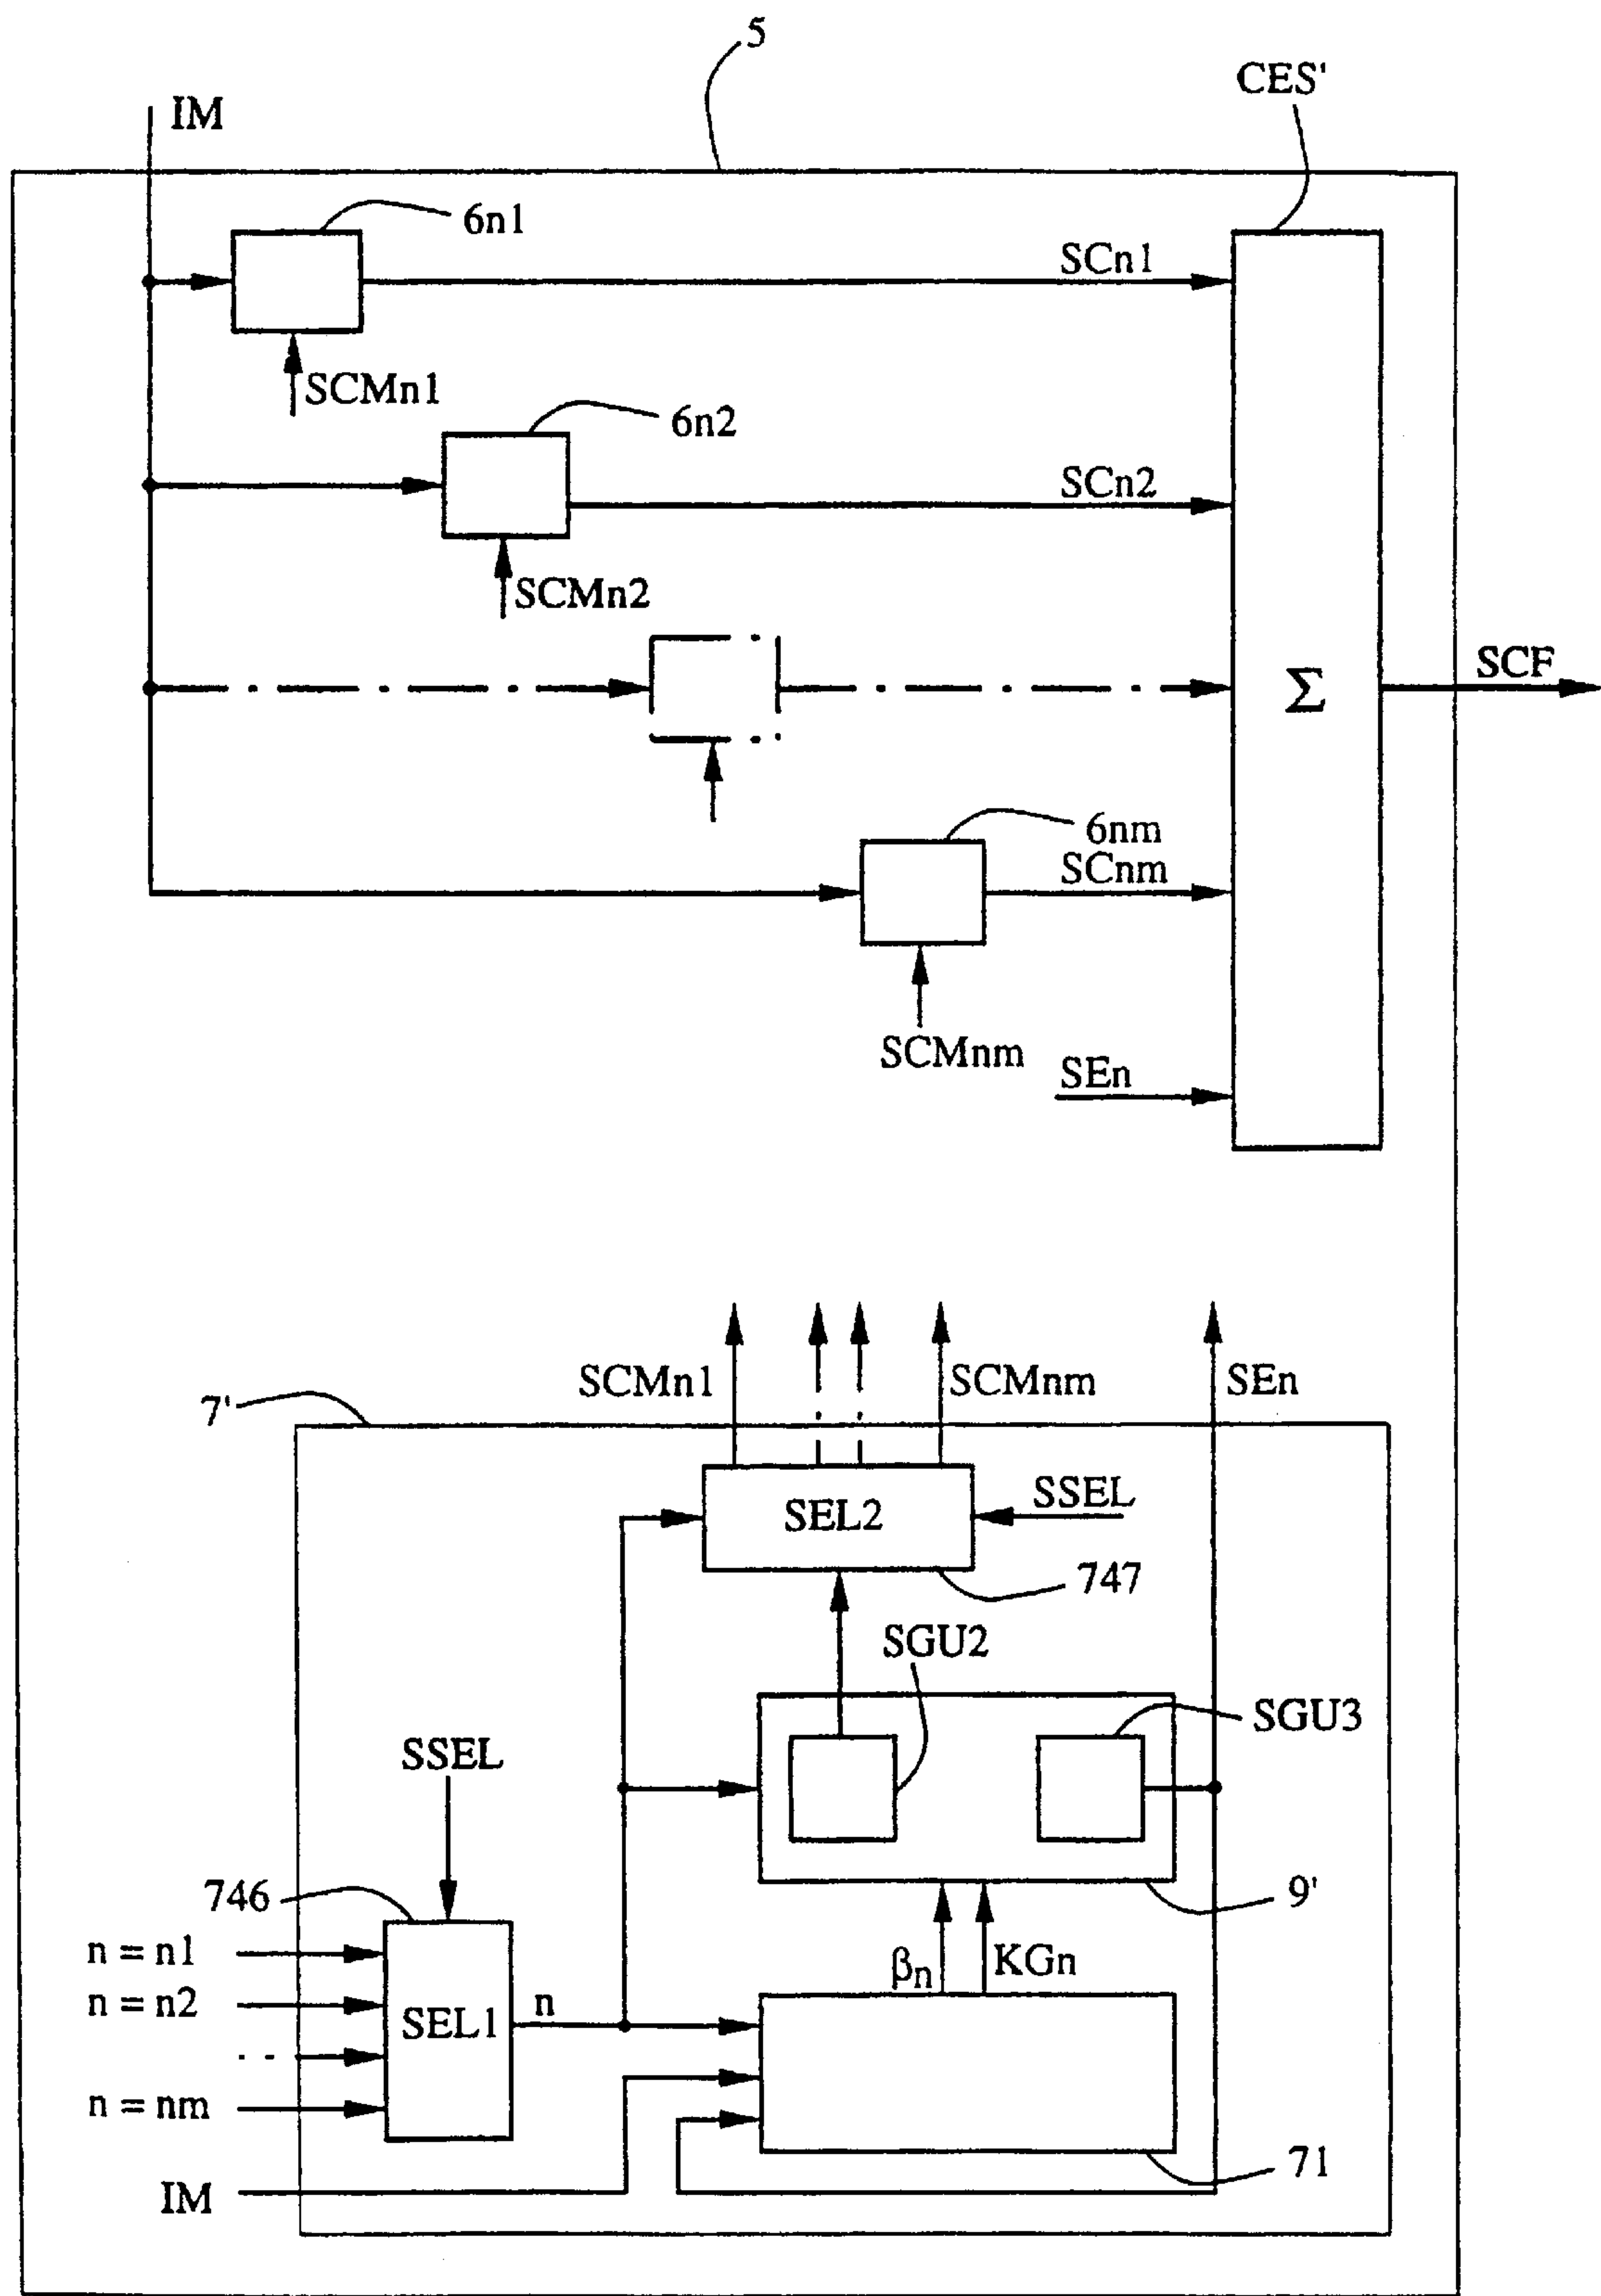 5
CES'
IM
6n1
SCn1
SCMn1
6n2
SCn2
SCMn2
Σ
SCF
6nm
SCnm
SCMnm
SEn
SCMn1
SCMnm
SEn
7'
SEL2
SSEL
747
SGU2
SGU3
SSEL
746
9'
n = n1
βn
KGn
n = n2
SEL1
n
n = nm
71
IM